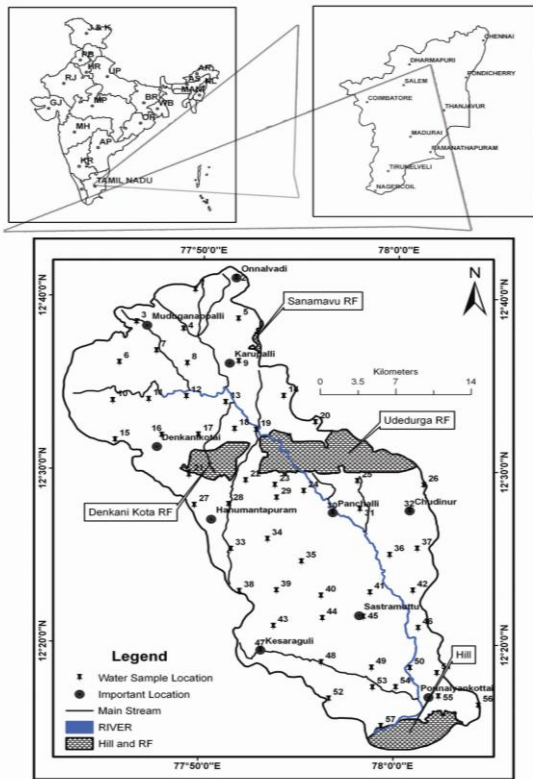 J & K
PB
HR
RJ
UP
AR
AS
NL
MANI
GJ
MP
BR
WB
OR
MH
AP
KR
TAMIL NADU
CHENNAI
DHARMAPURI
PONDICHERRY
SALEM
COIMBATORE
THANJAVUR
MADURAI
RAMANATHAPURAM
TIRUNELVELI
NAGERCOIL
77°50'0"E
78°0'0"E
12°40'0"N
12°40'0"N
N
Onnalvadi
2
Sanamavu RF
3
Muduganappalli
4
5
6
7
8
Karupalli
9
Kilometers
0
3.5
7
14
10
11
12
13
14
15
16
17
18
19
20
Denkanikotai
Udedurga RF
12°30'0"N
12°30'0"N
21
22
23
24
25
26
27
28
29
30
Panchalli
31
32
Chudinur
Denkani Kota RF
Hanumantapuram
33
34
35
36
37
38
39
40
41
42
43
44
Sastramuttu
45
46
12°20'0"N
12°20'0"N
47
Kesaraguli
Hill
48
49
50
52
53
54
Ponnaiyankottai
55
56
57
Legend
Water Sample Location
Important Location
Main Stream
RIVER
Hill and RF
77°50'0"E
78°0'0"E